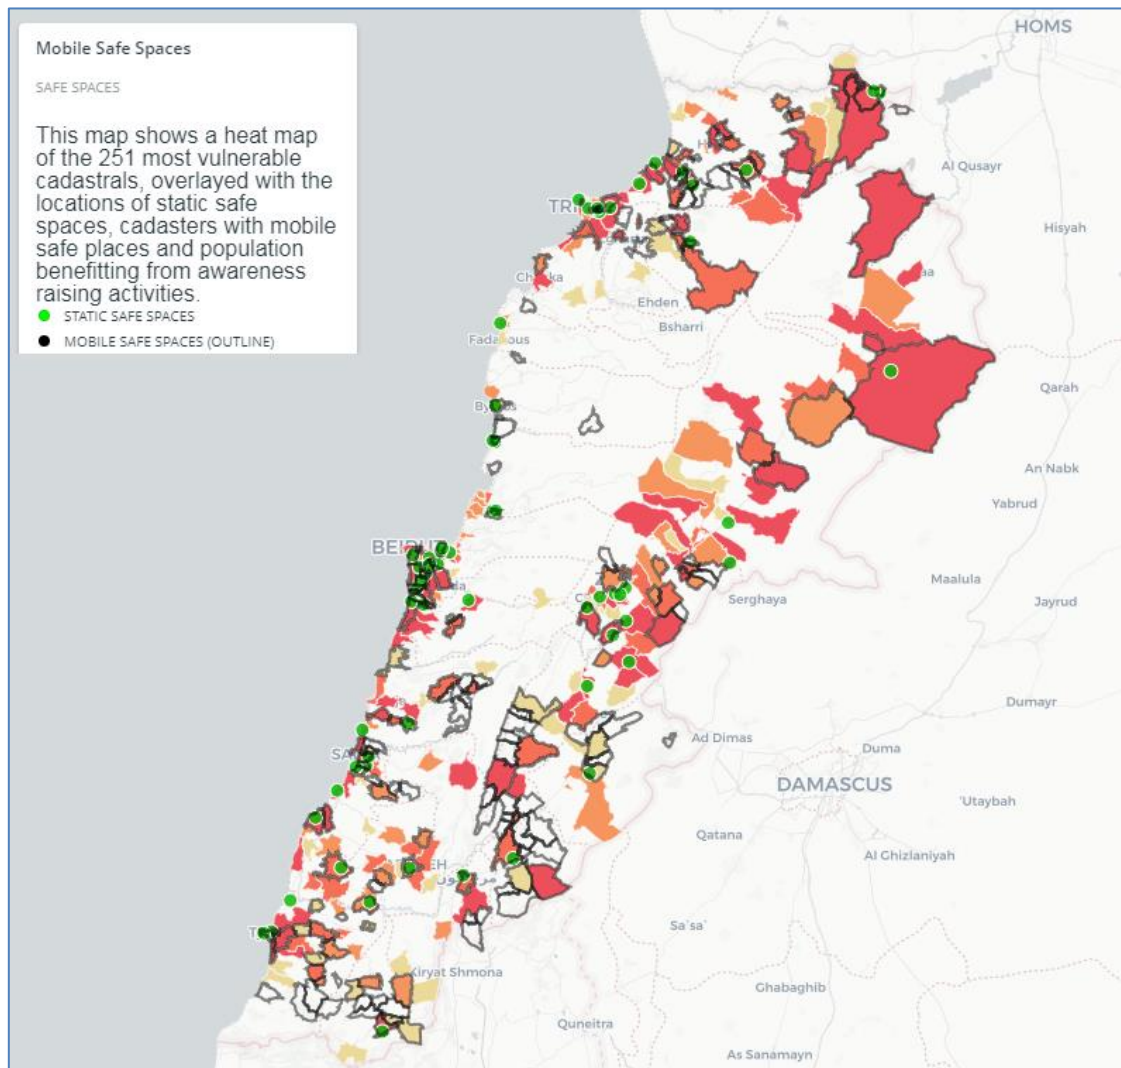 Mobile Safe Spaces
SAFE SPACES
This map shows a heat map
of the 251 most vulnerable
cadastrals, overlayed with the
locations of static safe
spaces, cadasters with mobile
safe places and population
benefitting from awareness
raising activities.
STATIC SAFE SPACES
MOBILE SAFE SPACES (OUTLINE)
HOMS
Al Qusayr
Hisyah
Ehden
Bsharri
Qarah
An Nabk
Yabrud
BEIRUT
Maalula
Serghaya
Jayrud
Dumayr
Ad Dimas
Duma
DAMASCUS
'Utaybah
Qatana
Al Ghizlaniyah
Sa`sa`
Kiryat Shmona
Ghabaghib
Quneitra
As Sanamayn